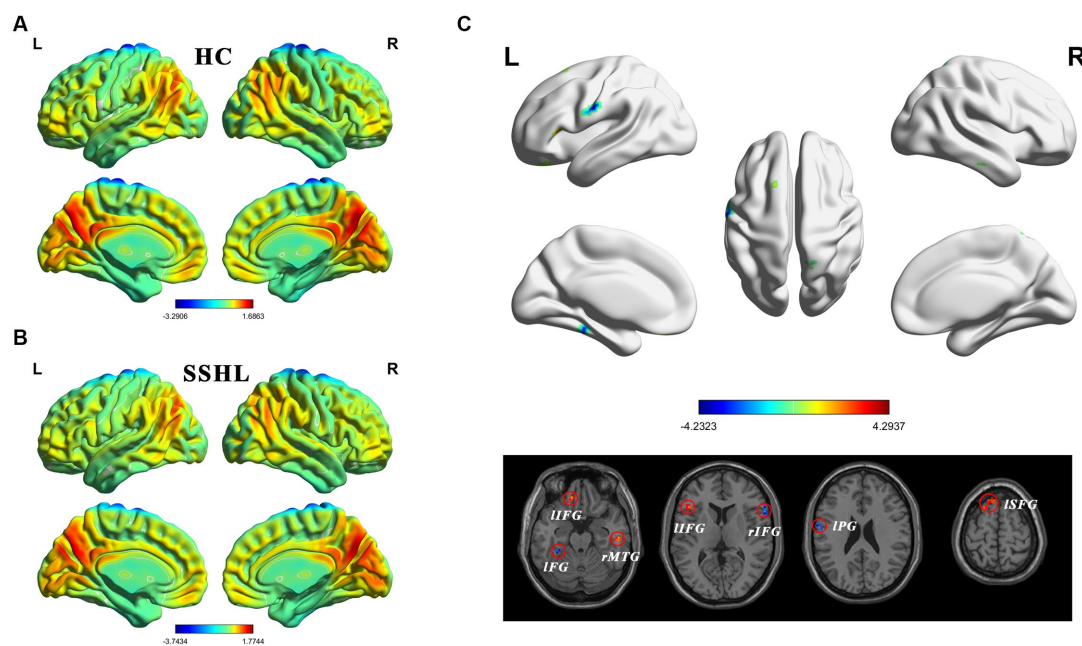 A
L
HC
R
-3.2906
1.6863
B
L
SSHL
R
-3.7434
1.7744
C
L
R
-4.2323
4.2937
lIFG
lFG
rMTG
lIFG
rIFG
lPG
lSFG